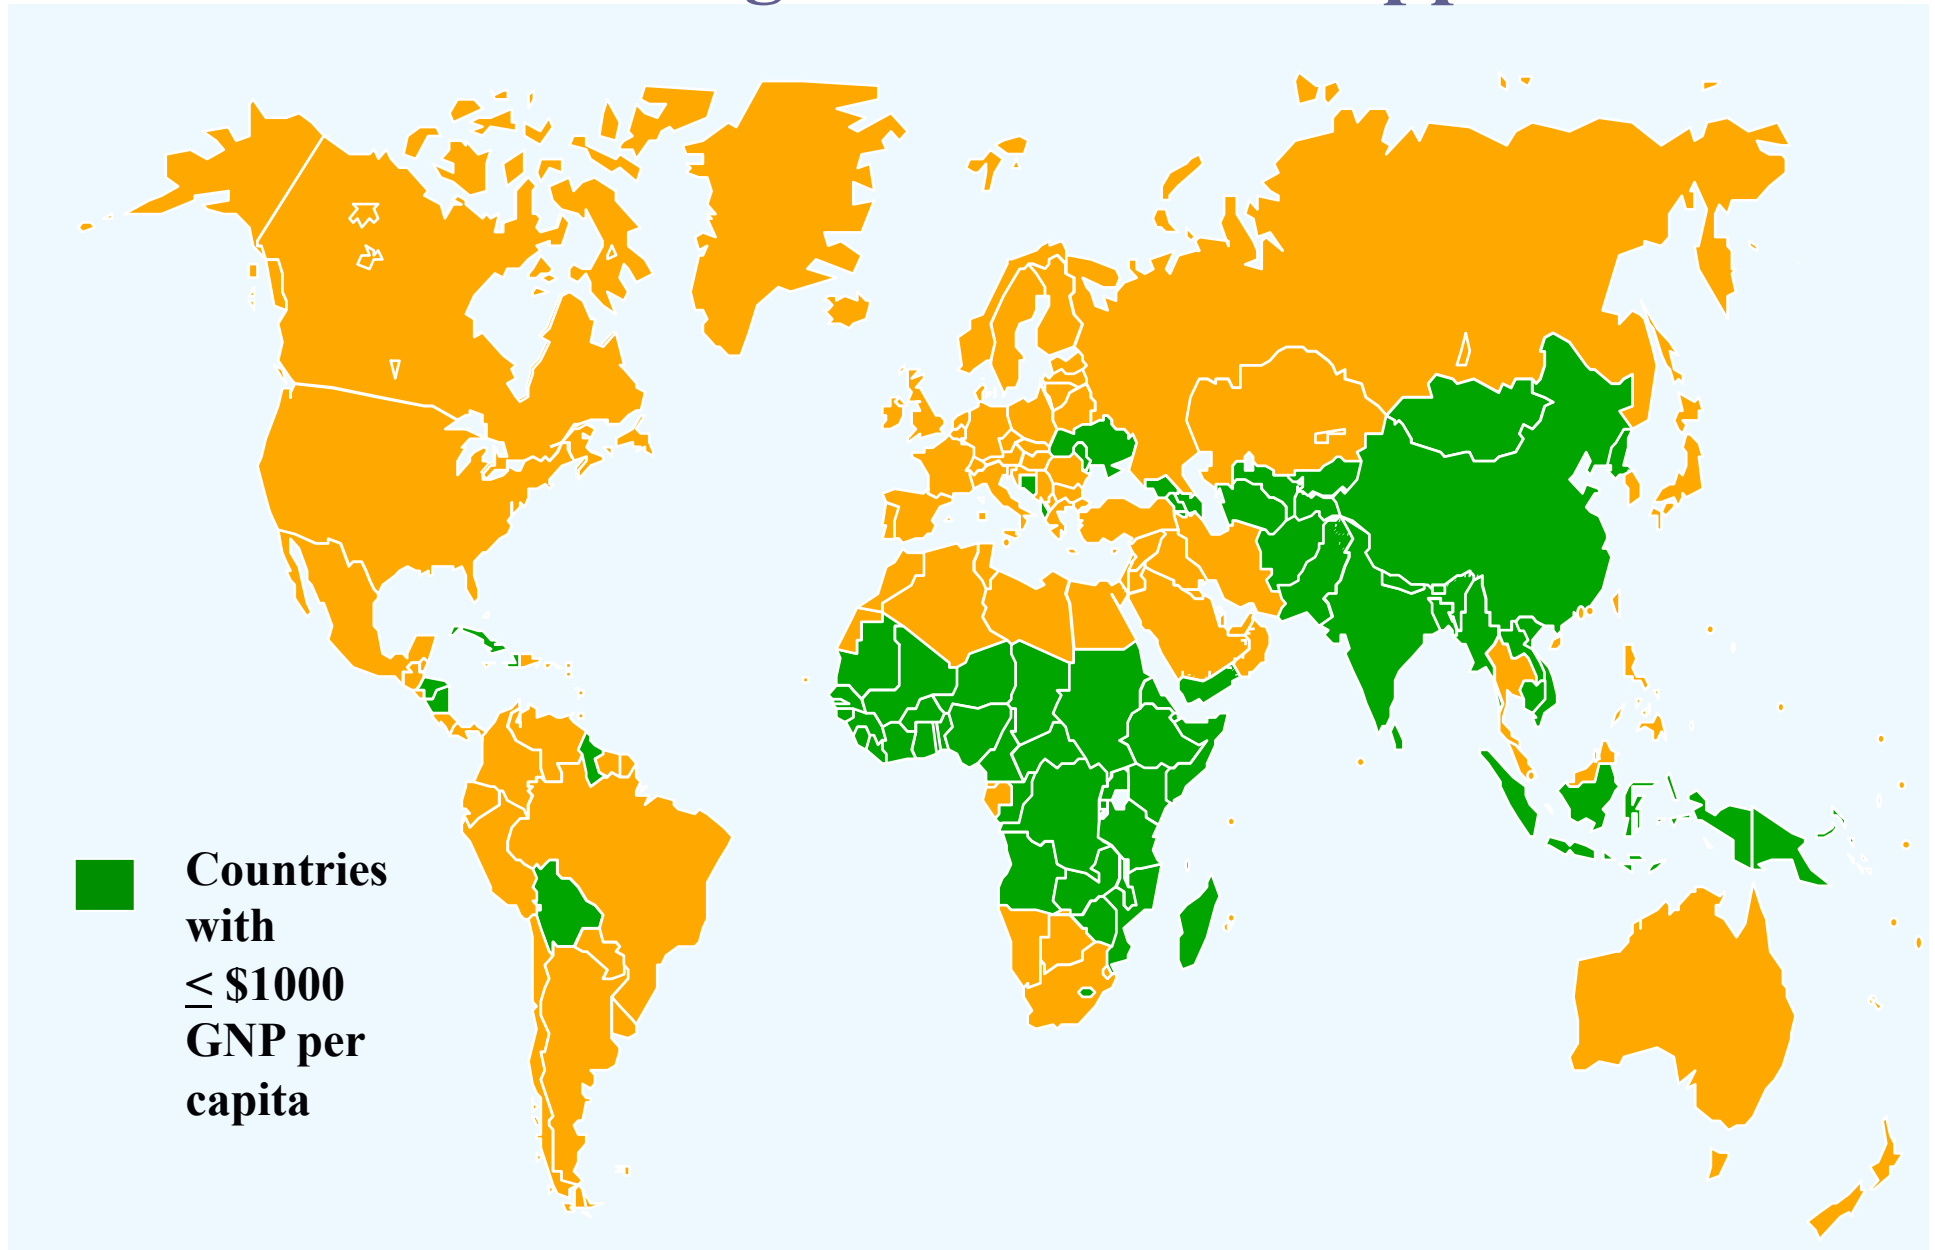 Countries
with
≤ $1000
GNP per
capita